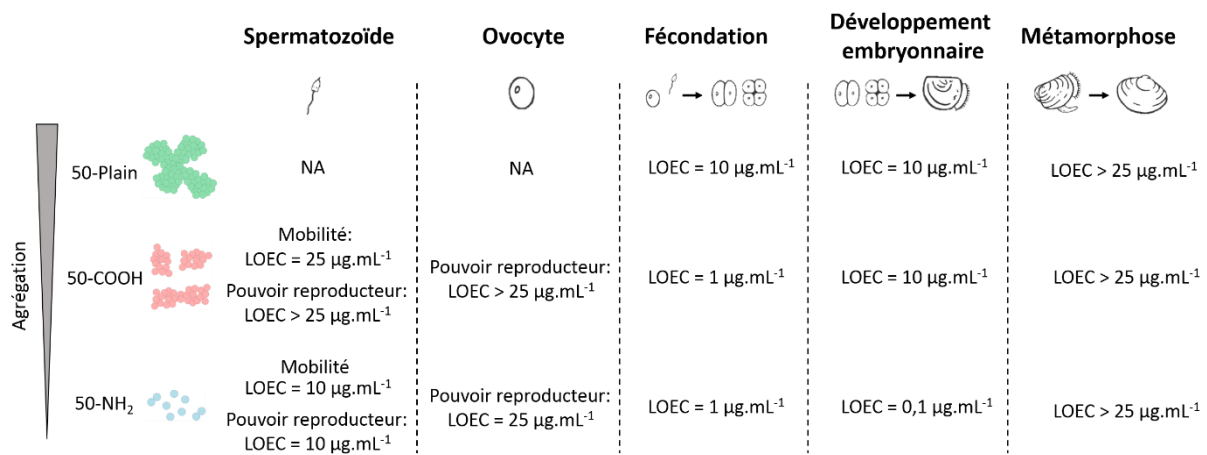 Spermatozoïde
Ovocyte
Fécondation
Développement
embryonnaire
Métamorphose
Agrégation
50-Plain
NA
NA
LOEC = 10 µg.mL⁻¹
LOEC = 10 µg.mL⁻¹
LOEC > 25 µg.mL⁻¹
50-COOH
Mobilité:
LOEC = 25 µg.mL⁻¹
Pouvoir reproducteur:
LOEC > 25 µg.mL⁻¹
Pouvoir reproducteur:
LOEC > 25 µg.mL⁻¹
LOEC = 1 µg.mL⁻¹
LOEC = 10 µg.mL⁻¹
LOEC > 25 µg.mL⁻¹
50-NH₂
Mobilité
LOEC = 10 µg.mL⁻¹
Pouvoir reproducteur:
LOEC = 10 µg.mL⁻¹
Pouvoir reproducteur:
LOEC = 25 µg.mL⁻¹
LOEC = 1 µg.mL⁻¹
LOEC = 0,1 µg.mL⁻¹
LOEC > 25 µg.mL⁻¹